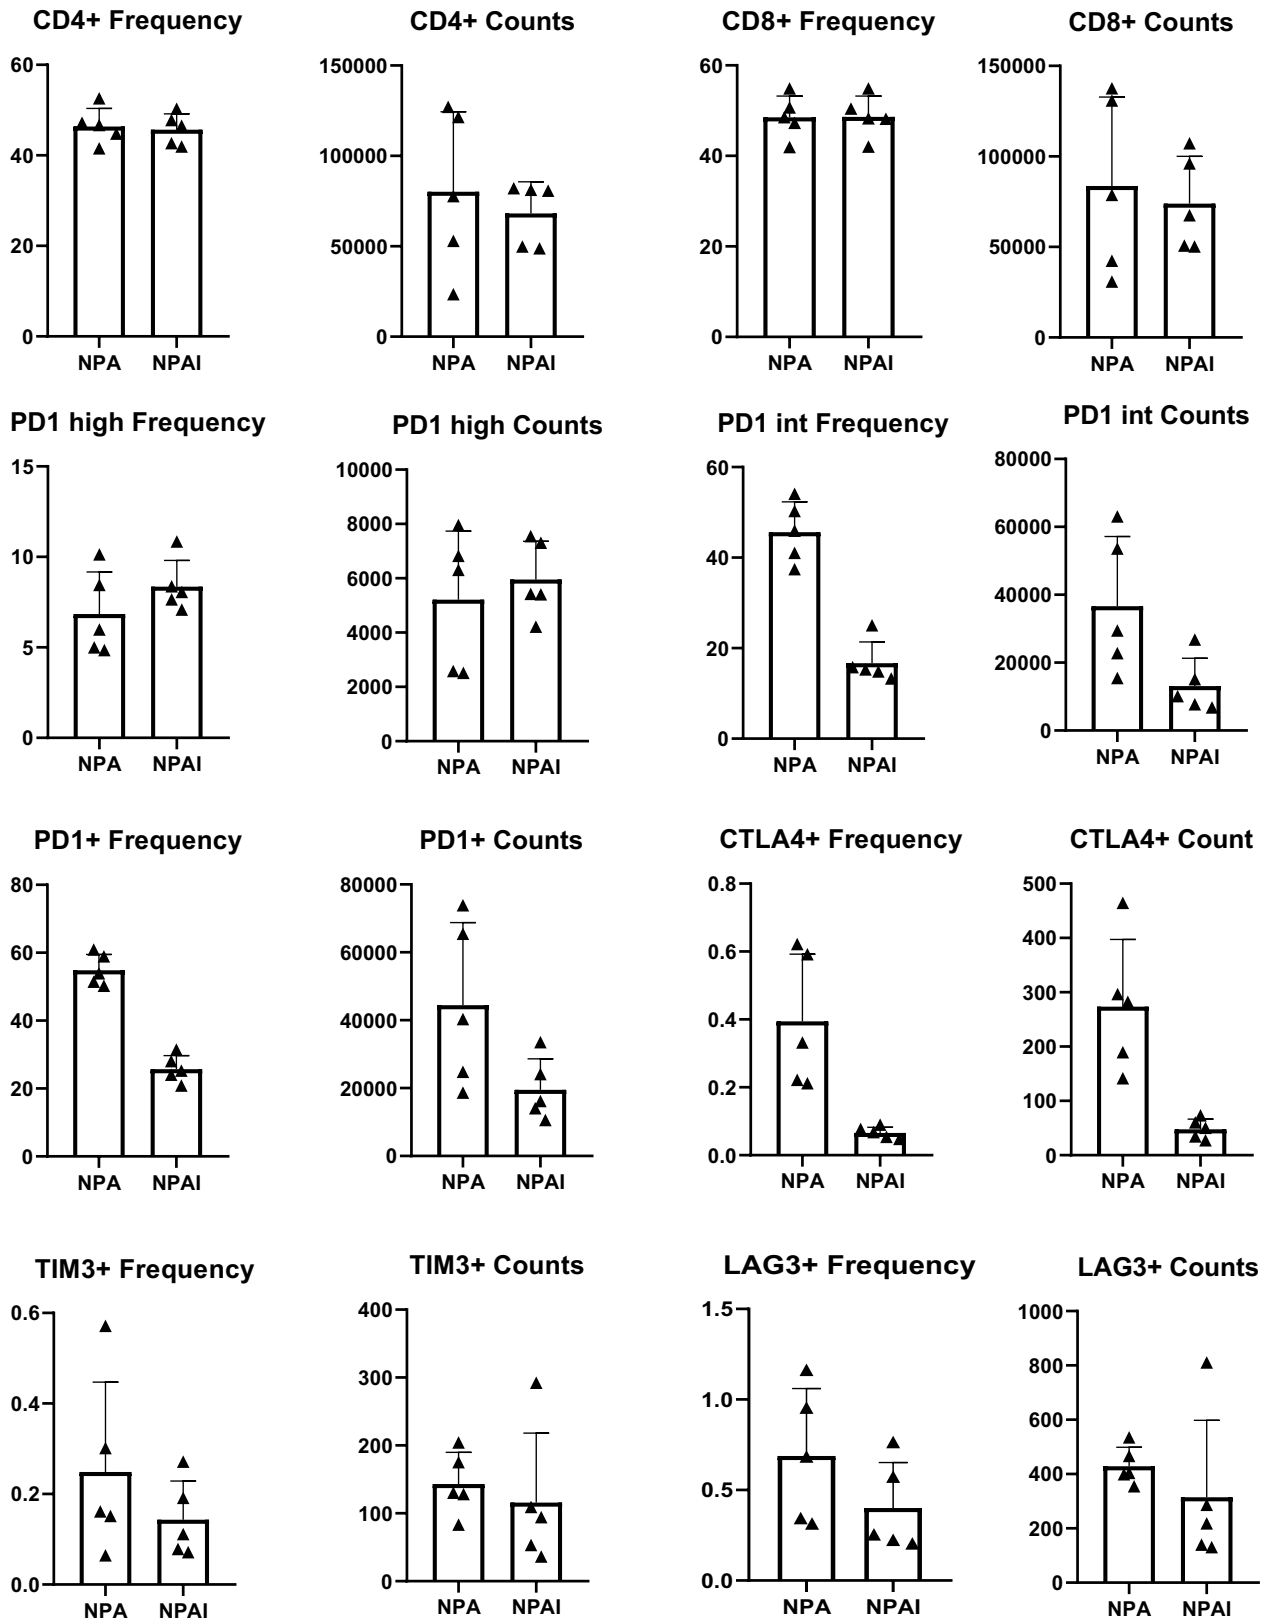 CD4+ Frequency
60
40
20
0
NPA NPAI
CD4+ Counts
150000
100000
50000
0
NPA NPAI
CD8+ Frequency
60
40
20
0
NPA NPAI
CD8+ Counts
150000
100000
50000
0
NPA NPAI
PD1 high Frequency
15
10
5
0
NPA NPAI
PD1 high Counts
10000
8000
6000
4000
2000
0
NPA NPAI
PD1 int Frequency
60
40
20
0
NPA NPAI
PD1 int Counts
80000
60000
40000
20000
0
NPA NPAI
PD1+ Frequency
80
60
40
20
0
NPA NPAI
PD1+ Counts
80000
60000
40000
20000
0
NPA NPAI
CTLA4+ Frequency
0.8
0.6
0.4
0.2
0.0
NPA NPAI
CTLA4+ Count
500
400
300
200
100
0
NPA NPAI
TIM3+ Frequency
0.6
0.4
0.2
0.0
NPA NPAI
TIM3+ Counts
400
300
200
100
0
NPA NPAI
LAG3+ Frequency
1.5
1.0
0.5
0.0
NPA NPAI
LAG3+ Counts
1000
800
600
400
200
0
NPA NPAI